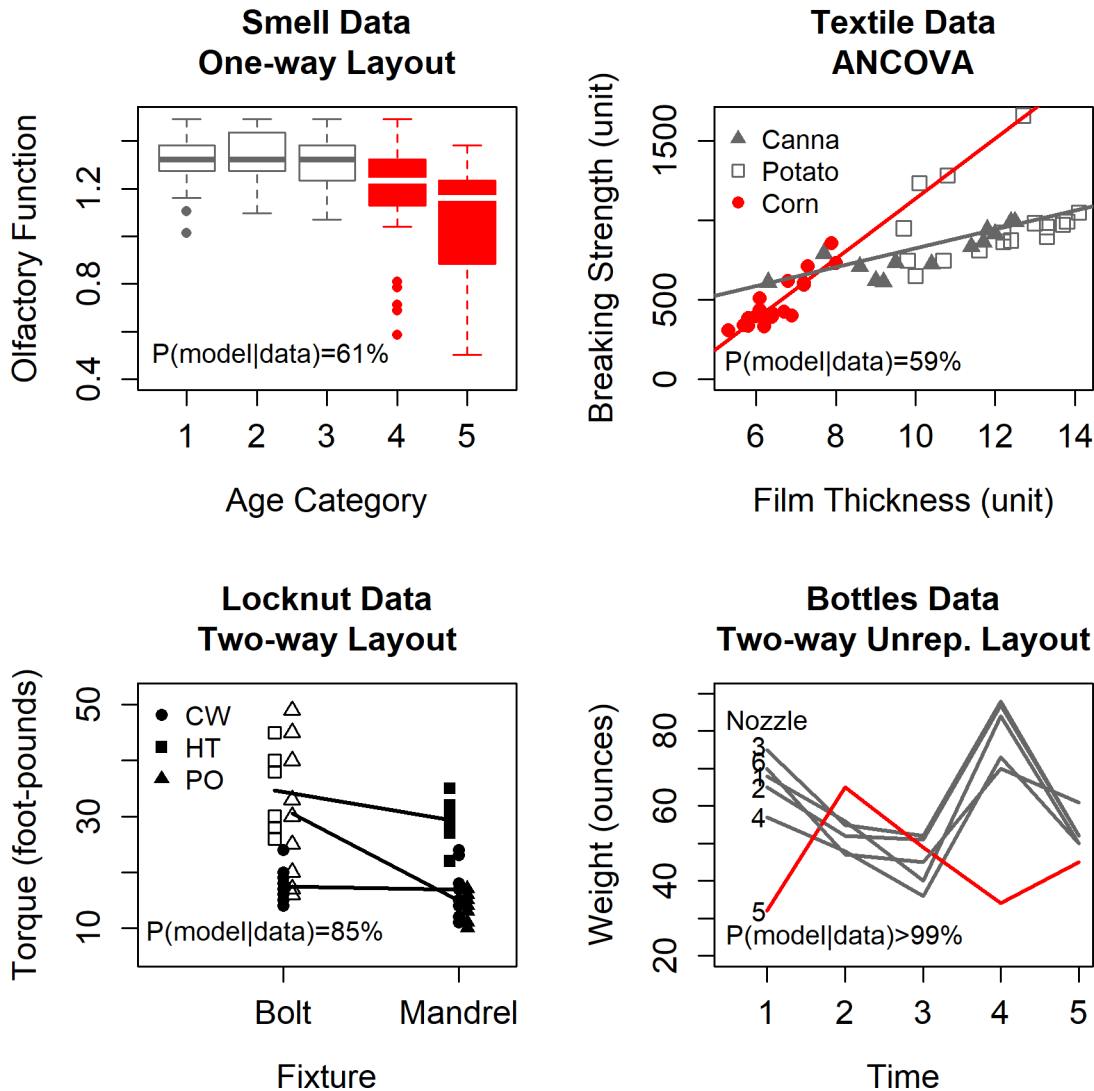 Smell Data
One-way Layout
Olfactory Function
1.2
0.8
0.4
P(model|data)=61%
1 2 3 4 5
Age Category
Textile Data
ANCOVA
Breaking Strength (unit)
1500
500
0
Canna
Potato
Corn
P(model|data)=59%
6 8 10 12 14
Film Thickness (unit)
Locknut Data
Two-way Layout
Torque (foot-pounds)
50
30
10
CW
HT
PO
P(model|data)=85%
Bolt Mandrel
Fixture
Bottles Data
Two-way Unrep. Layout
Weight (ounces)
80
60
40
20
Nozzle
3
6
1
2
4
5
P(model|data)>99%
1 2 3 4 5
Time